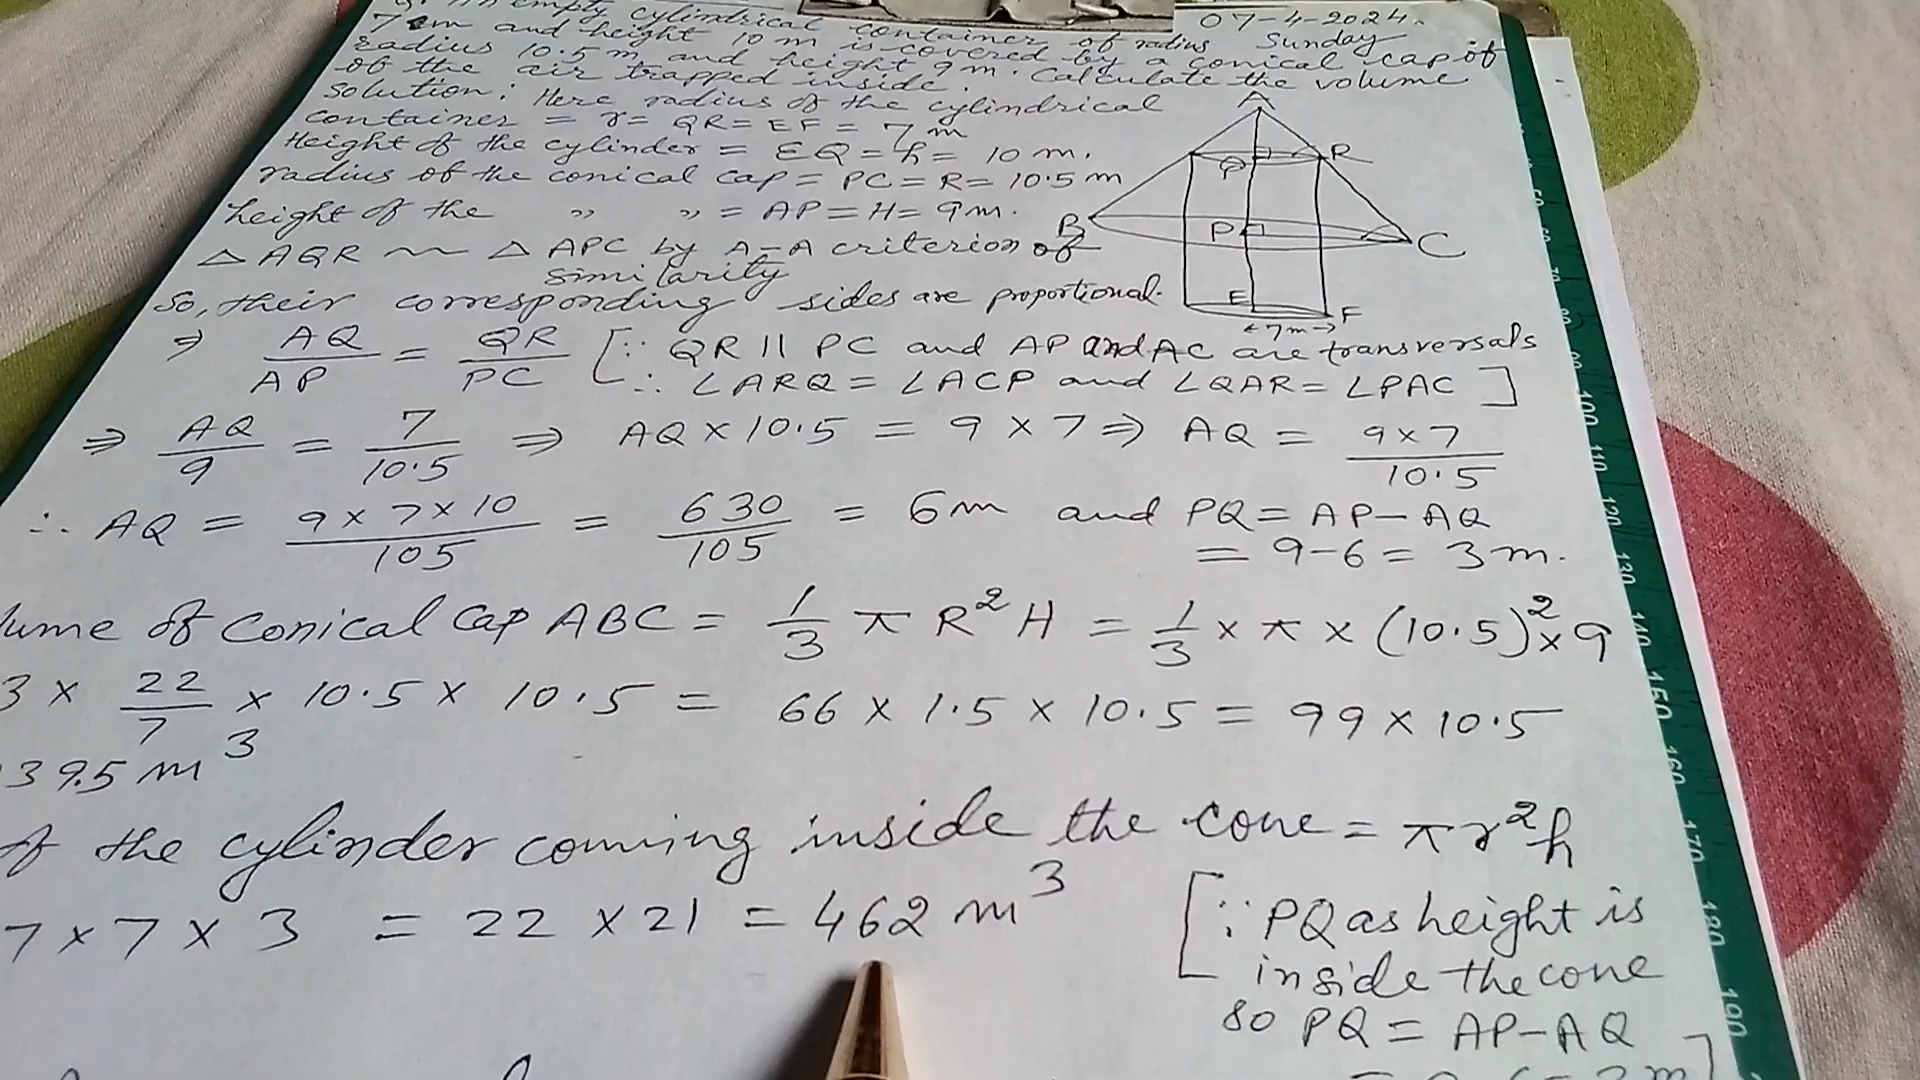 07-4-2024.
Sunday
empty cylindrical container of radius
7cm and height 10 m is covered by a conical cap of
radius 10.5 m and height 9m. Calculate the volume
of the air trapped inside.
Solution: Here radius of the cylindrical
container = r = QR = EF = 7 m
Height of the cylinder = EQ = h = 10 m.
radius of the conical cap = PC = R = 10.5 m
height of the " " = AP = H = 9m.
△ AQR ~ △ APC by A-A criterion of
similarity
So, their corresponding sides are proportional.
A
Q
R
B
P
C
E
F
←7m→
⇒ AQ/AP = QR/PC [∵ QR || PC and AP and AC are transversals
∴ ∠ARQ = ∠ACP and ∠QAR = ∠PAC ]
⇒ AQ/9 = 7/10.5 ⇒ AQ × 10.5 = 9 × 7 ⇒ AQ = 9×7/10.5
∴ AQ = 9×7×10/105 = 630/105 = 6m and PQ = AP - AQ
= 9-6 = 3m.
lume of Conical Cap ABC = 1/3 π R² H = 1/3 × π × (10.5)² × 9
3 × 22/7 × 10.5 × 10.5 = 66 × 1.5 × 10.5 = 99 × 10.5
39.5 m³
of the cylinder coming inside the cone = πr²h
7 × 7 × 3 = 22 × 21 = 462 m³
[∵ PQ as height is
inside the cone
so PQ = AP-AQ